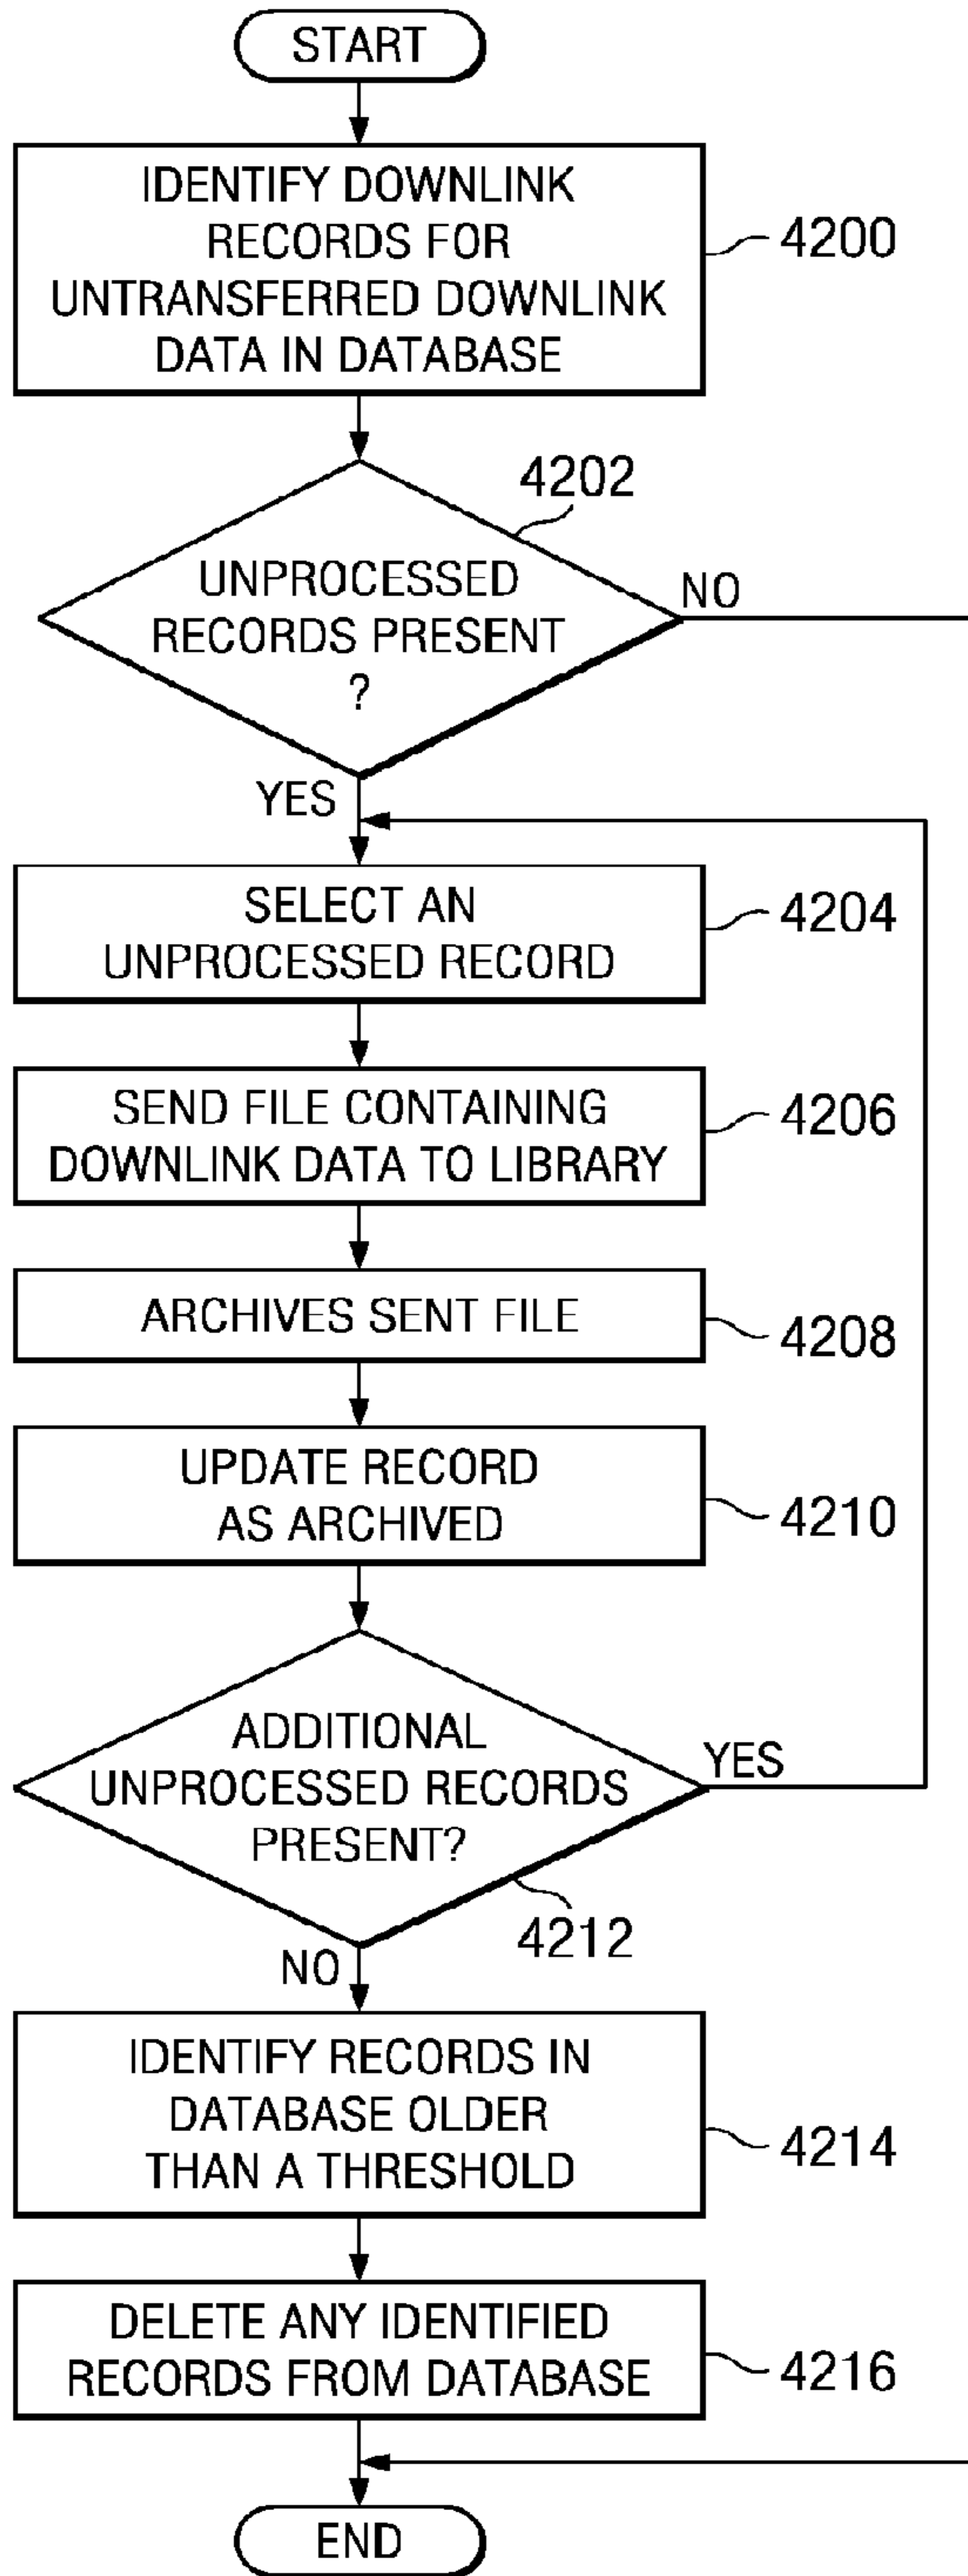 START
IDENTIFY DOWNLINK
RECORDS FOR
UNTRANSFERRED DOWNLINK
DATA IN DATABASE
4200
4202
UNPROCESSED
RECORDS PRESENT
?
NO
YES
SELECT AN
UNPROCESSED RECORD
4204
SEND FILE CONTAINING
DOWNLINK DATA TO LIBRARY
4206
ARCHIVES SENT FILE
4208
UPDATE RECORD
AS ARCHIVED
4210
ADDITIONAL
UNPROCESSED RECORDS
PRESENT?
YES
4212
NO
IDENTIFY RECORDS IN
DATABASE OLDER
THAN A THRESHOLD
4214
DELETE ANY IDENTIFIED
RECORDS FROM DATABASE
4216
END